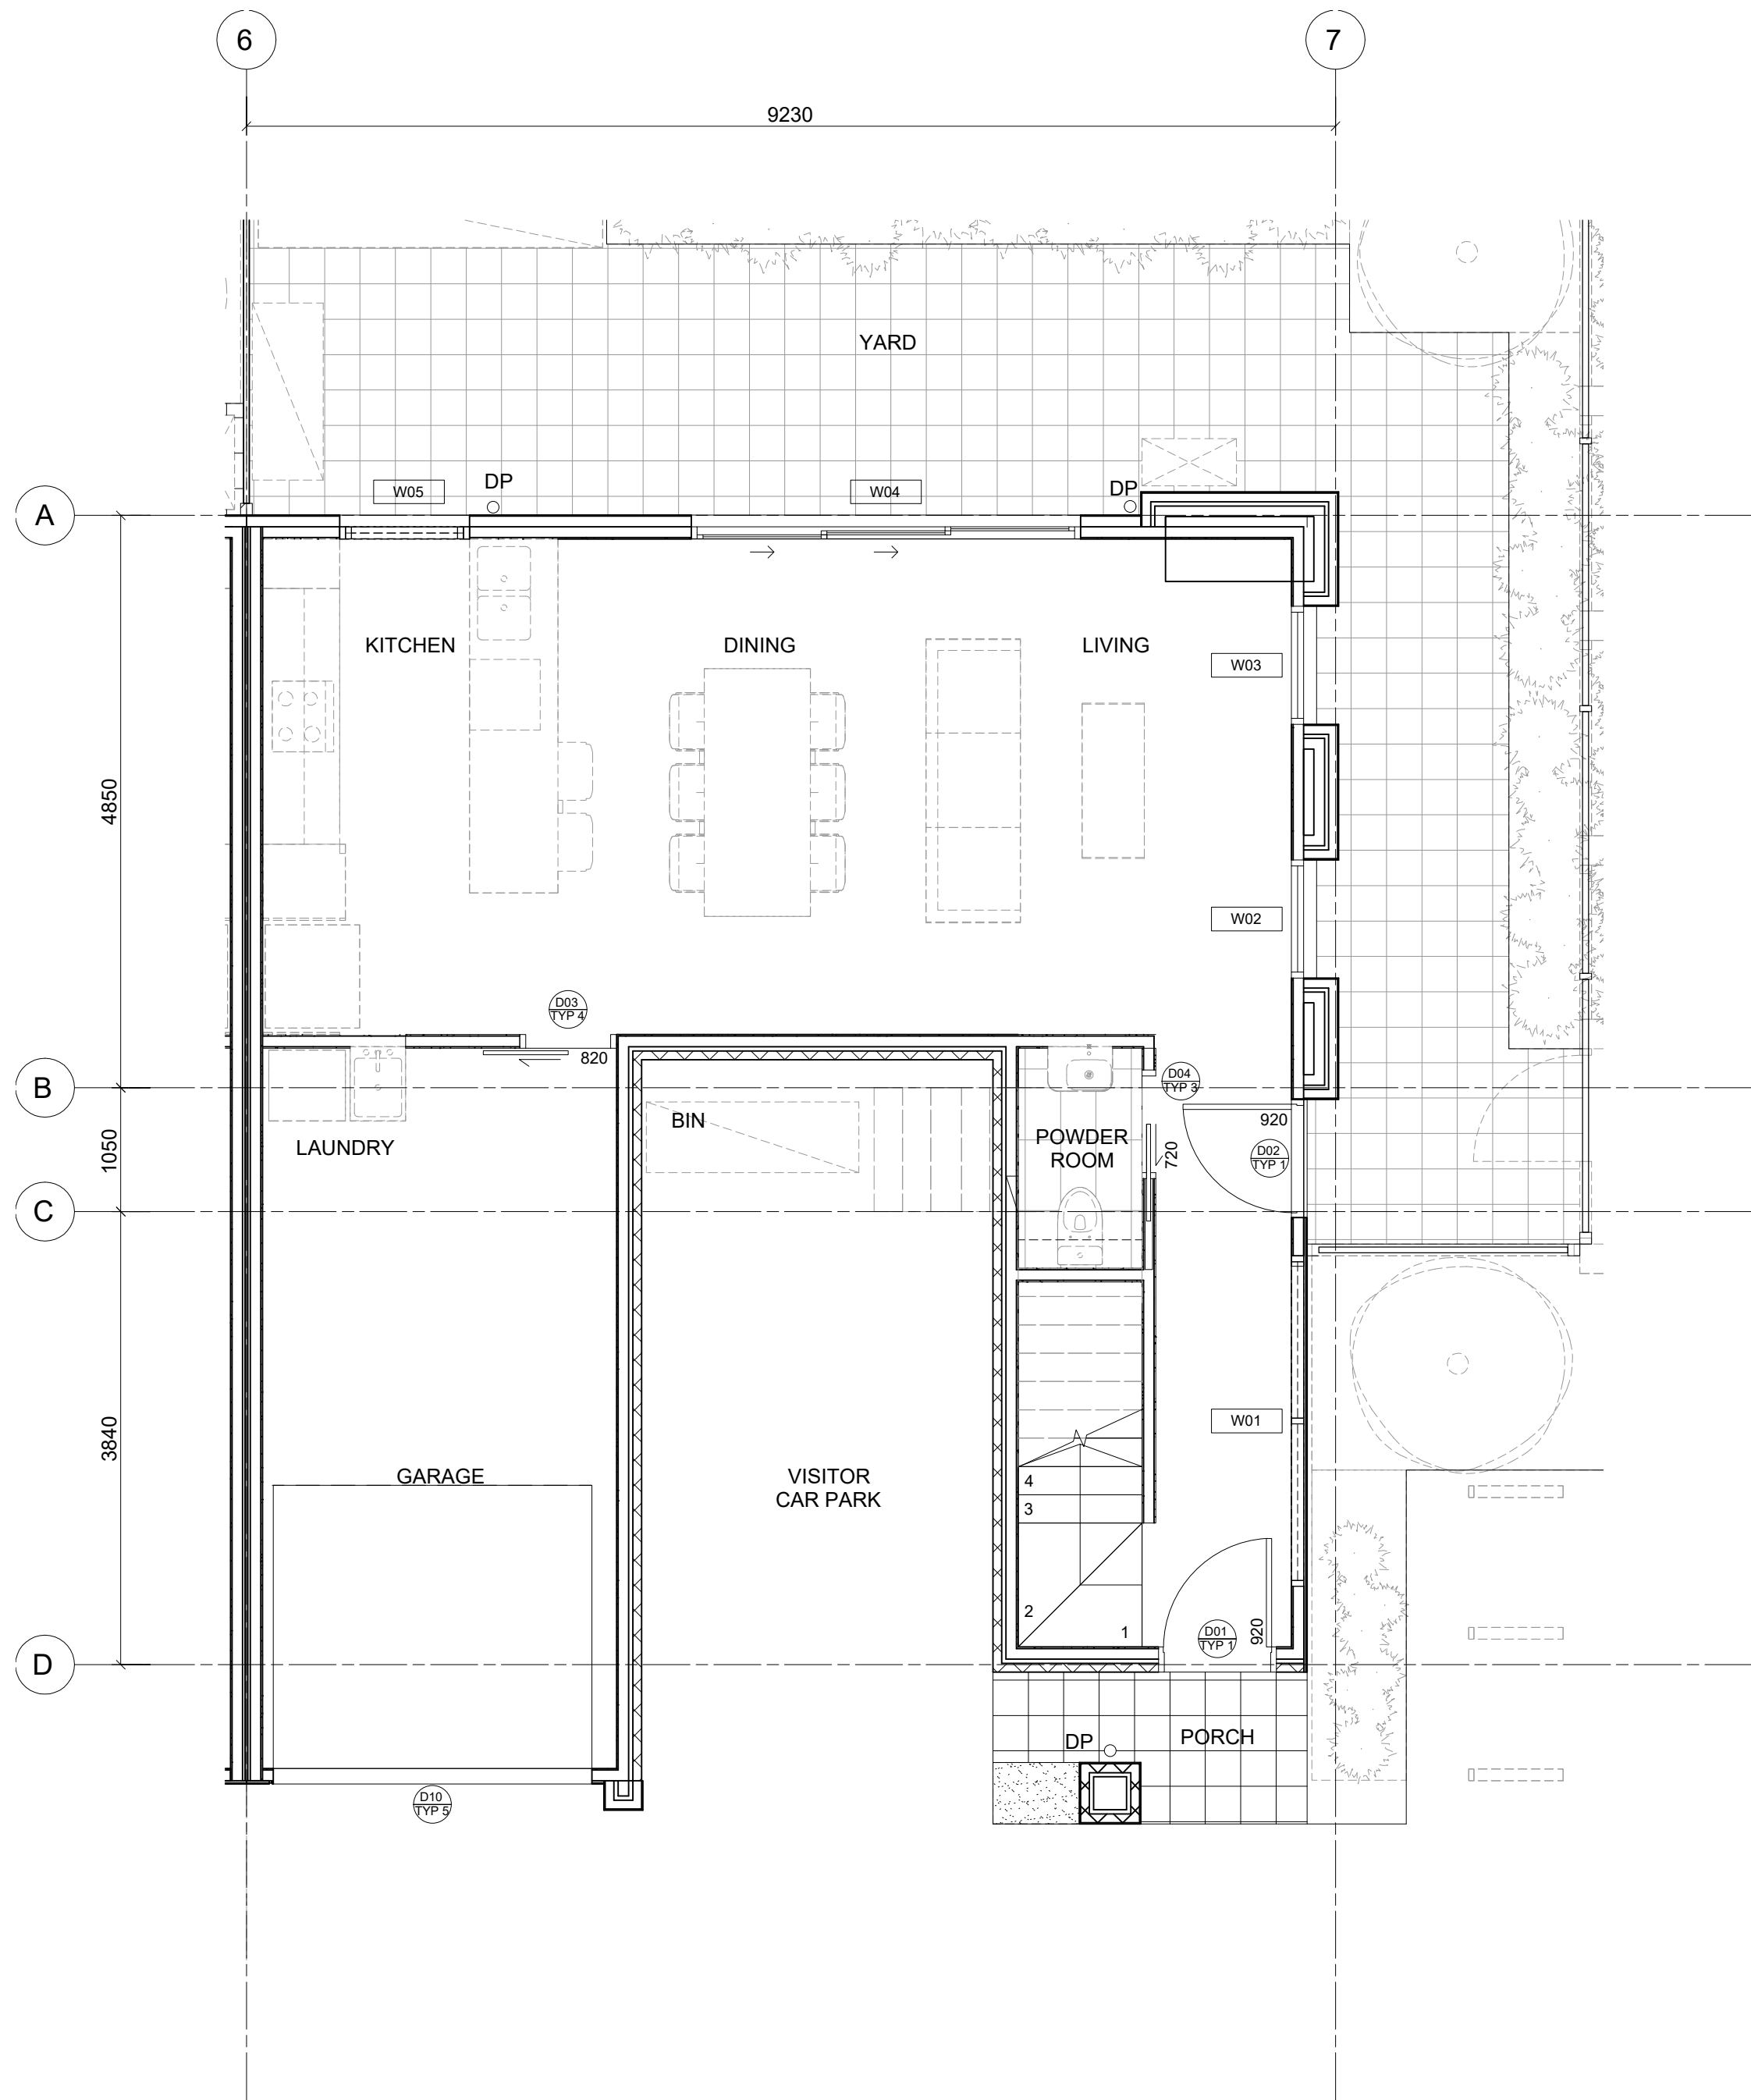 6
7
9230
YARD
W05
DP
W04
DP
A
KITCHEN
DINING
LIVING
W03
4850
W02
D03
TYP 4
820
D04
TYP 3
B
BIN
920
LAUNDRY
POWDER
ROOM
720
D02
TYP 1
1050
C
W01
3840
GARAGE
VISITOR
CAR PARK
4
3
2
1
D01
TYP 1
920
D
DP
PORCH
D10
TYP 5